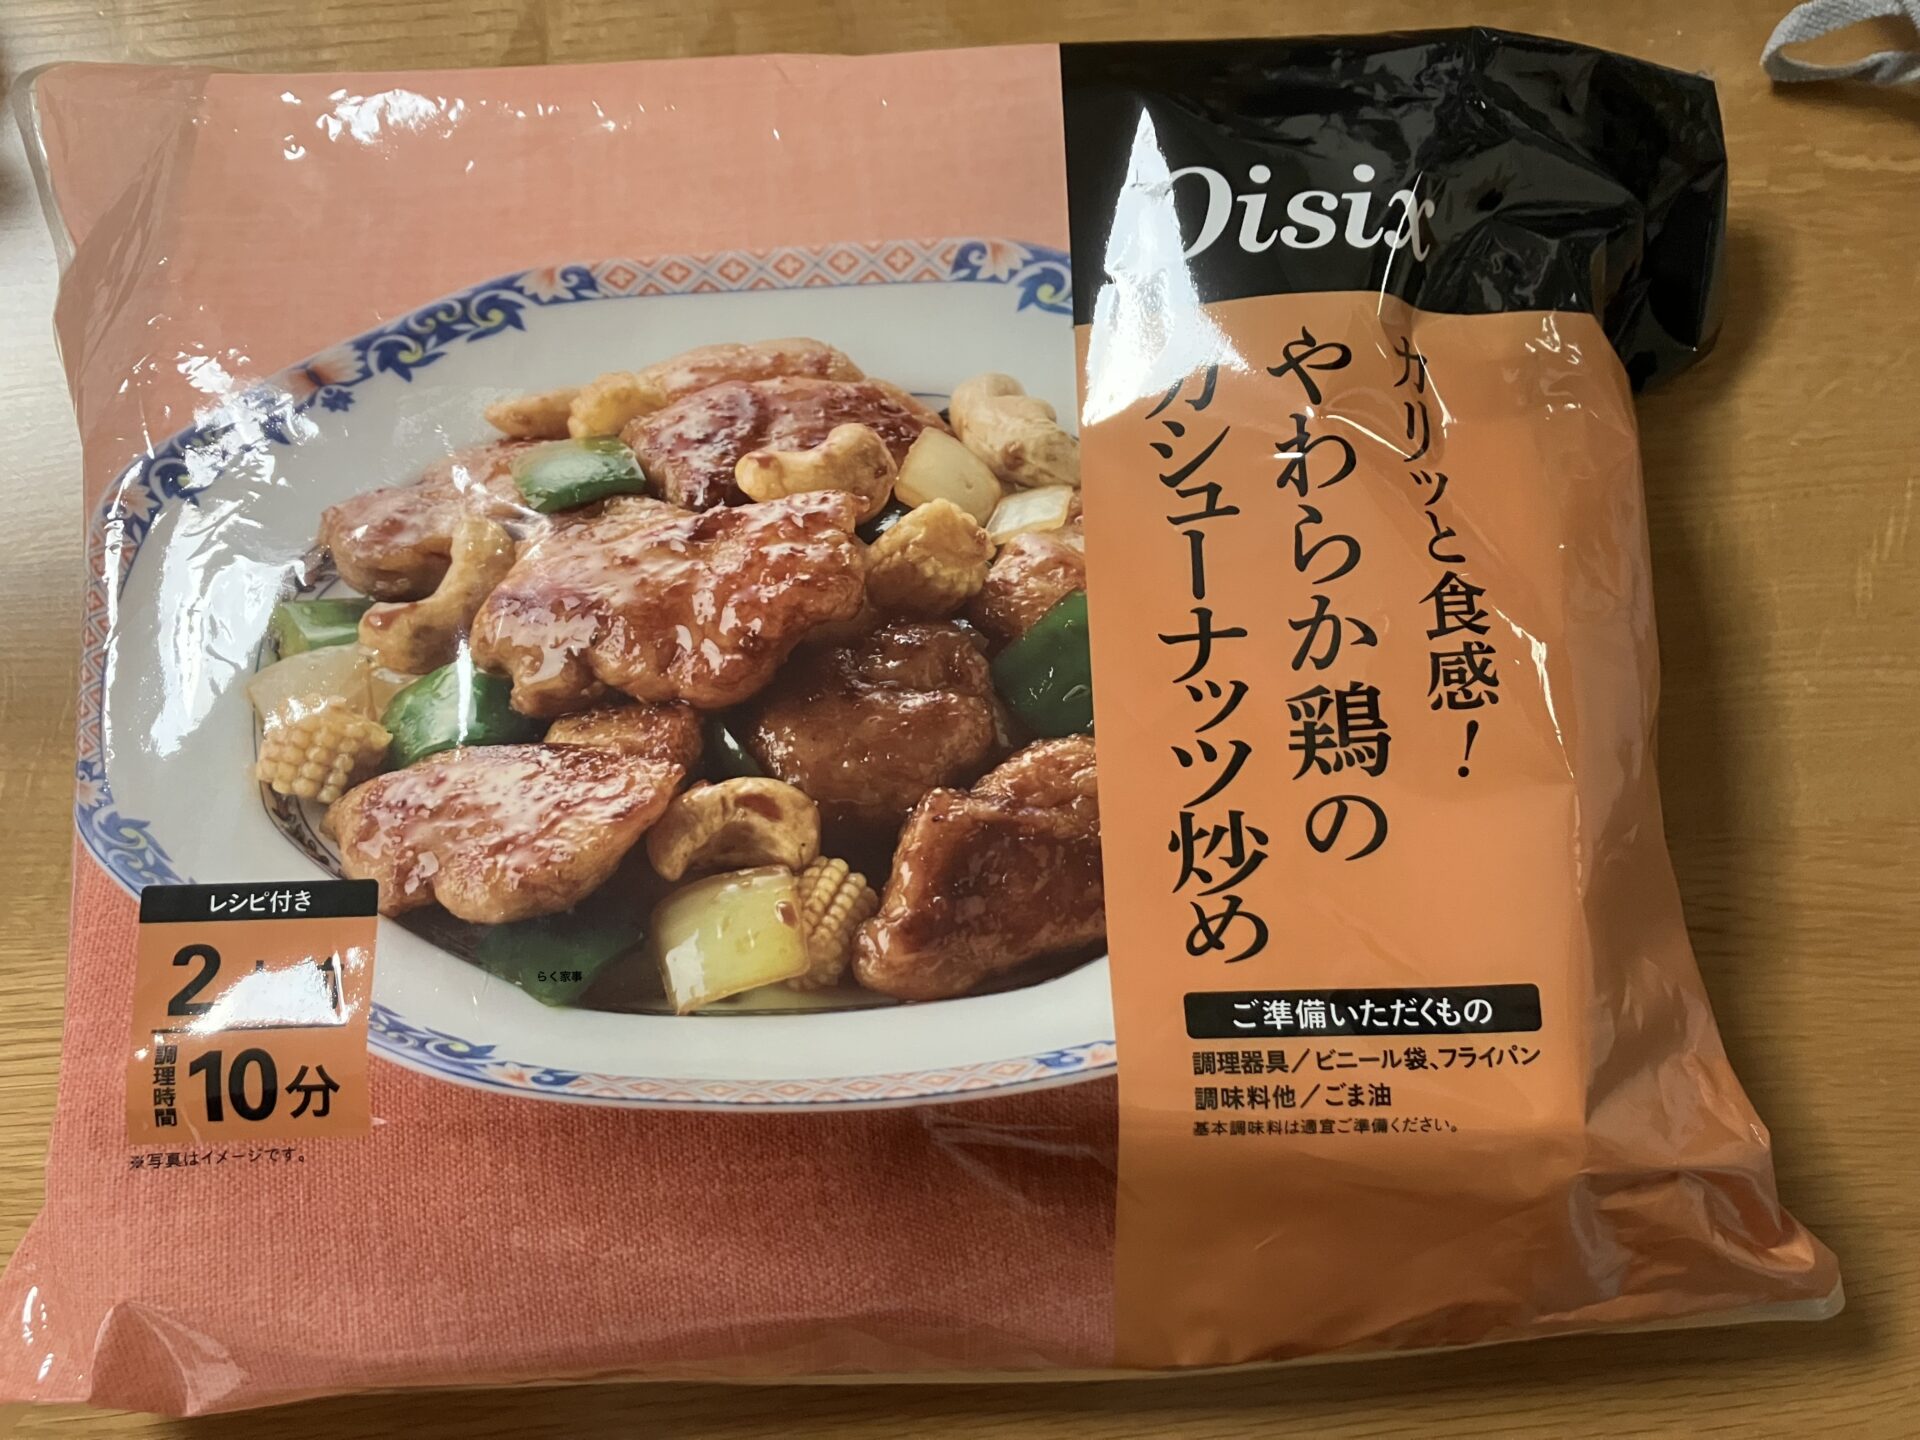 Oisix
カリッと食感！
やわらか鶏の
カシューナッツ炒め
ご準備いただくもの
調理器具／ビニール袋、フライパン
調味料他／ごま油
基本調味料は適宜ご準備ください。
レシピ付き
2
調理時間 10分
※写真はイメージです。
らく家事